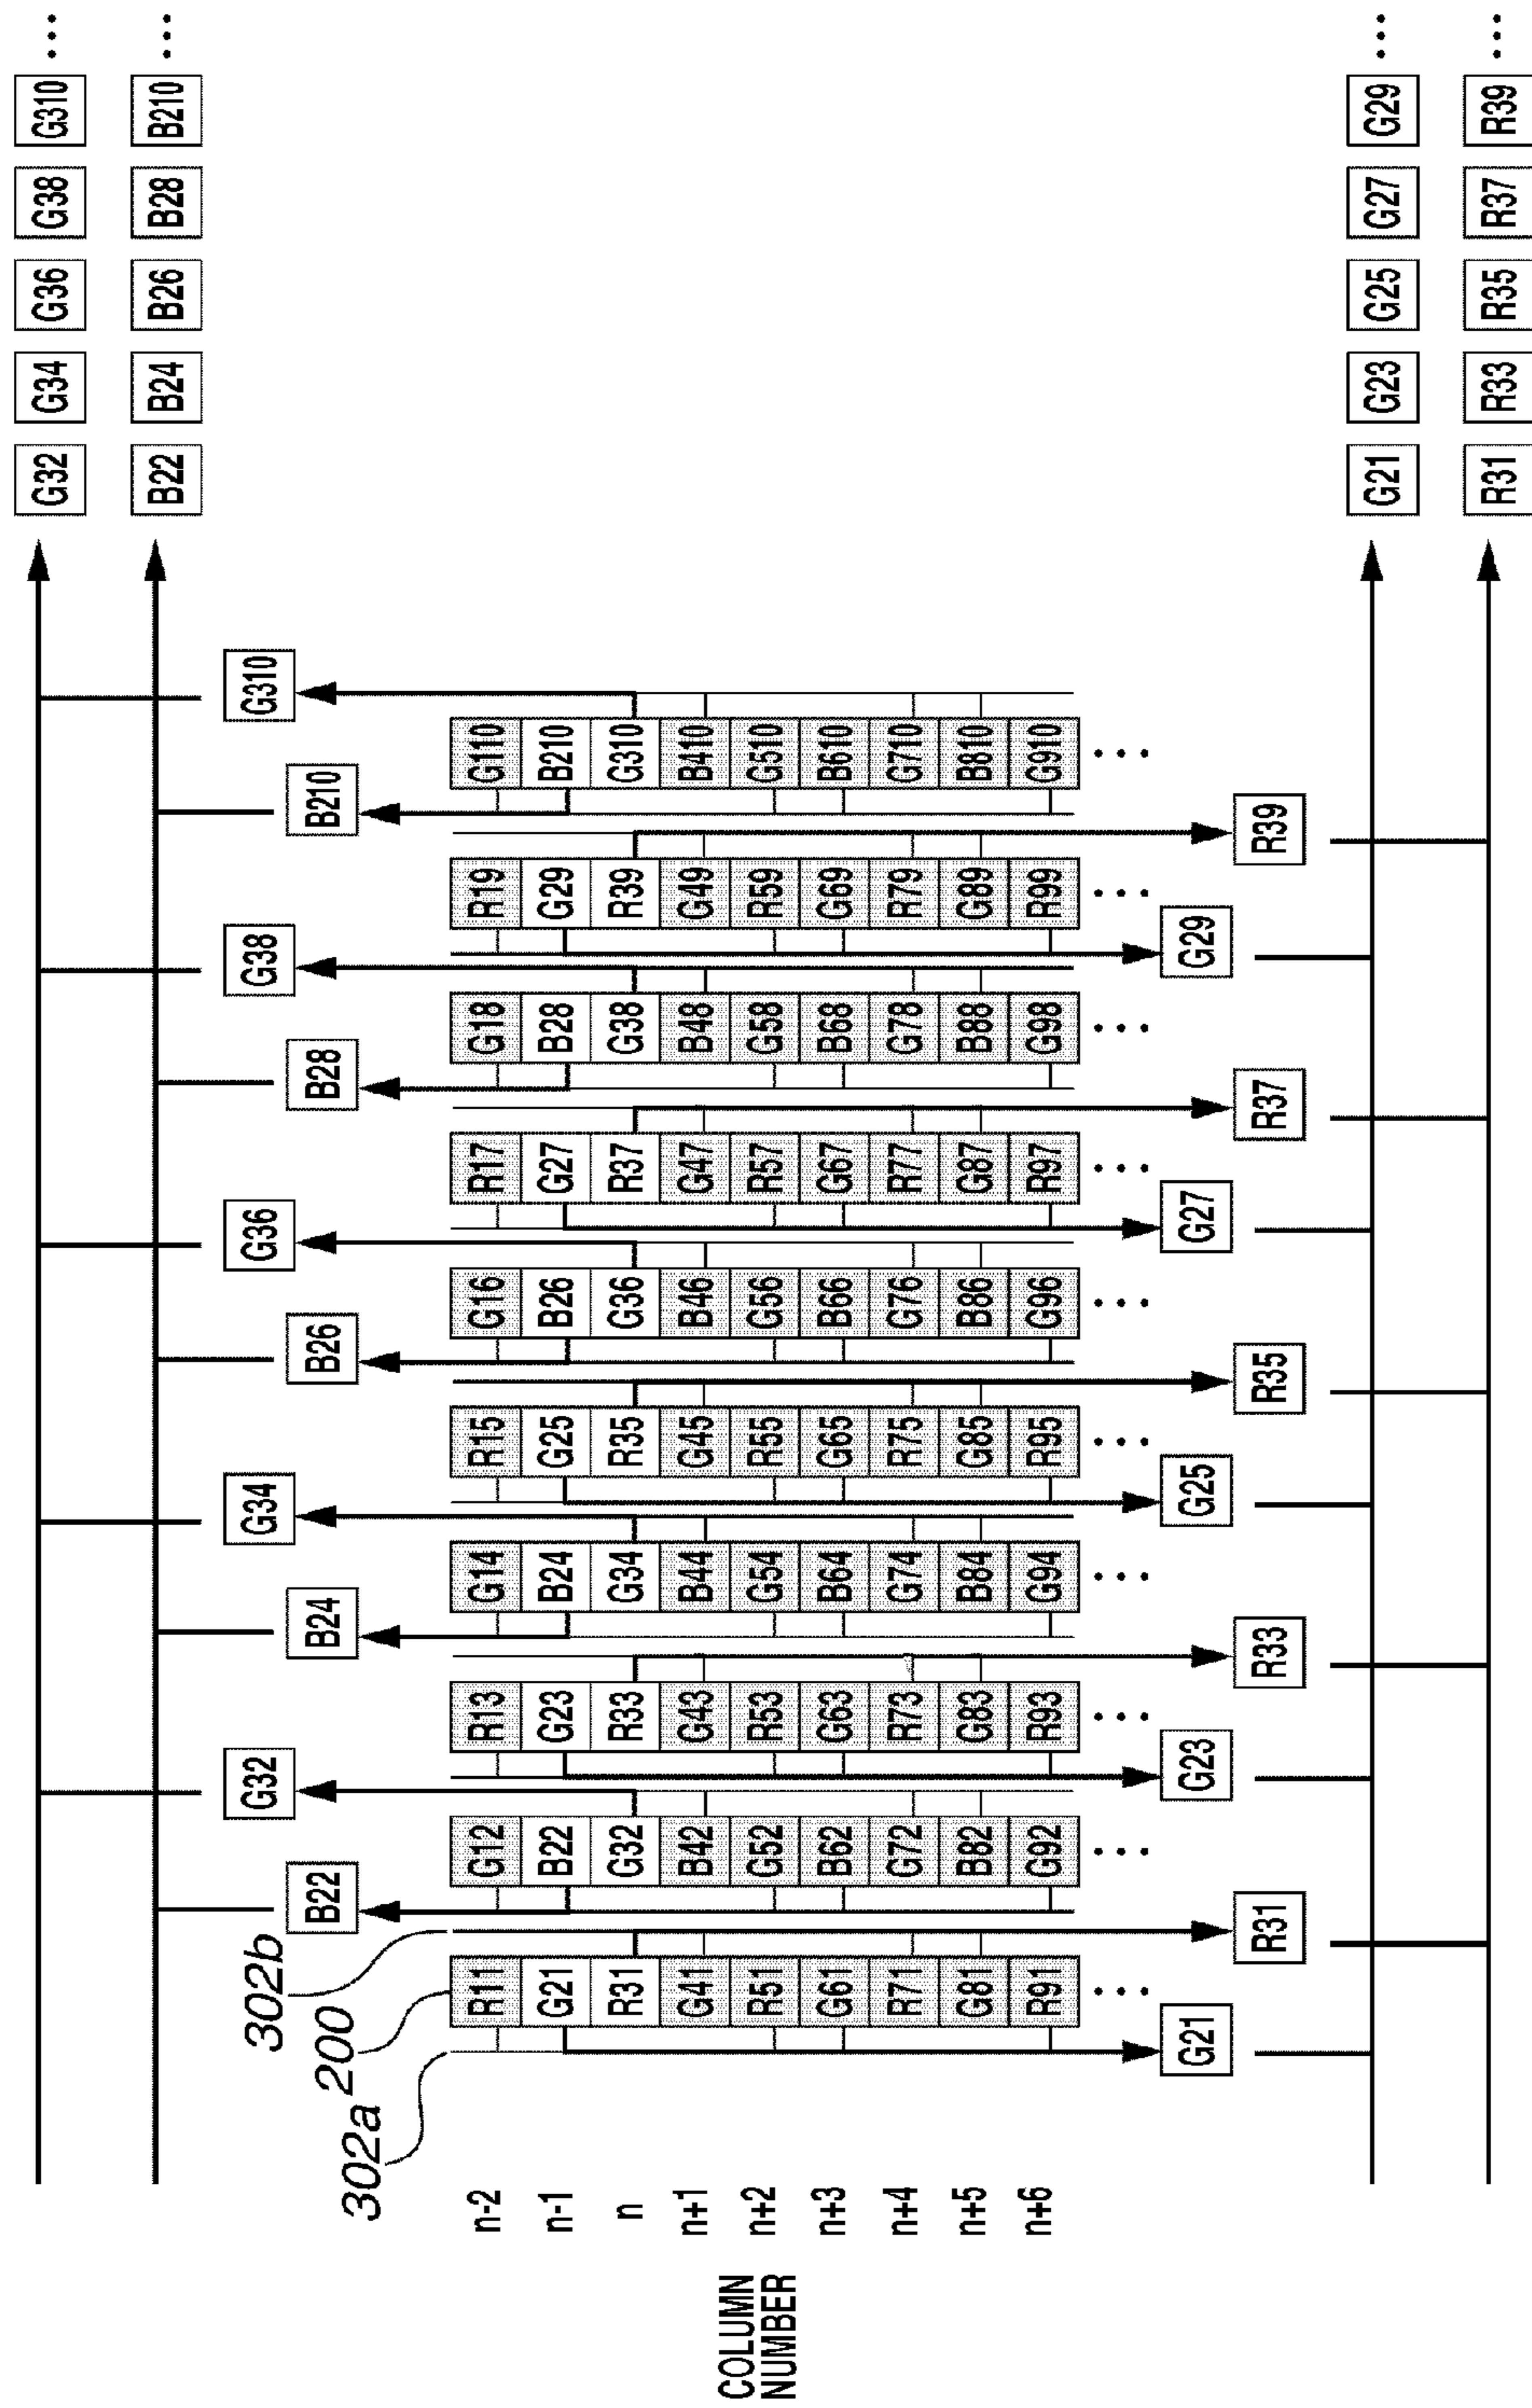 G32 G34 G36 G38 G310 ...
B22 B24 B26 B28 B210 ...
302b G32 G34 G36 G38 G310
200 B22 B24 B26 B28 B210
302a
n-2 R11 G12 R13 G14 R15 G16 R17 G18 R19 G110
n-1 G21 B22 G23 B24 G25 B26 G27 B28 G29 B210
n R31 G32 R33 G34 R35 G36 R37 G38 R39 G310
n+1 G41 B42 G43 B44 G45 B46 G47 B48 G49 B410
COLUMN
NUMBER
n+2 R51 G52 R53 G54 R55 G56 R57 G58 R59 G510
n+3 G61 B62 G63 B64 G65 B66 G67 B68 G69 B610
n+4 R71 G72 R73 G74 R75 G76 R77 G78 R79 G710
n+5 G81 B82 G83 B84 G85 B86 G87 B88 G89 B810
n+6 R91 G92 R93 G94 R95 G96 R97 G98 R99 G910
... ... ... ... ... ... ... ... ... ...
G21 G23 G25 G27 G29
R31 R33 R35 R37 R39
G21 G23 G25 G27 G29 ...
R31 R33 R35 R37 R39 ...